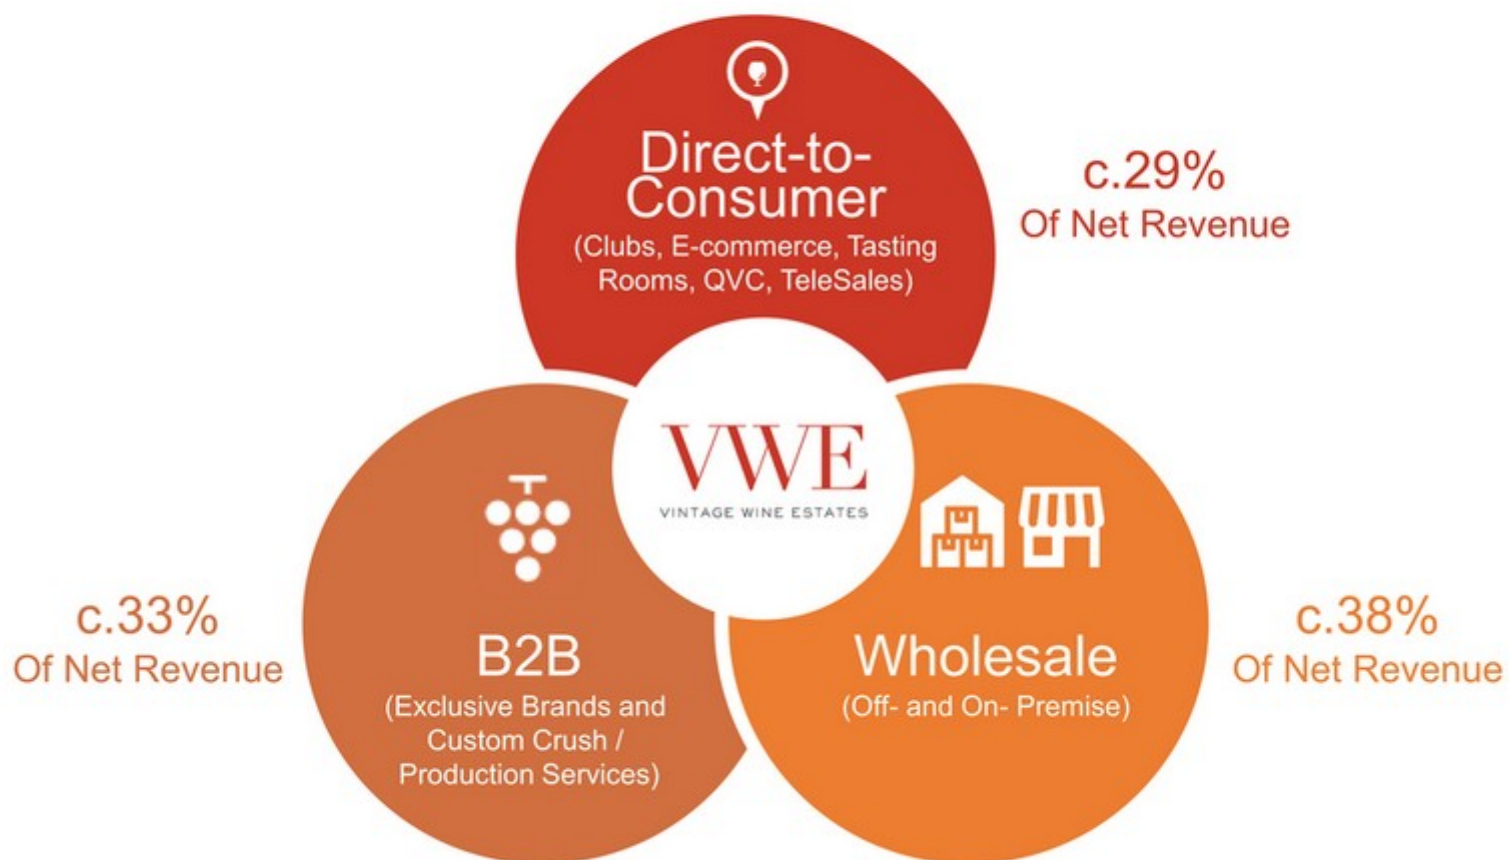 Direct-to-
Consumer
(Clubs, E-commerce, Tasting
Rooms, QVC, TeleSales)
c.29%
Of Net Revenue
VWE
VINTAGE WINE ESTATES
c.33%
Of Net Revenue
B2B
(Exclusive Brands and
Custom Crush /
Production Services)
Wholesale
(Off- and On- Premise)
c.38%
Of Net Revenue